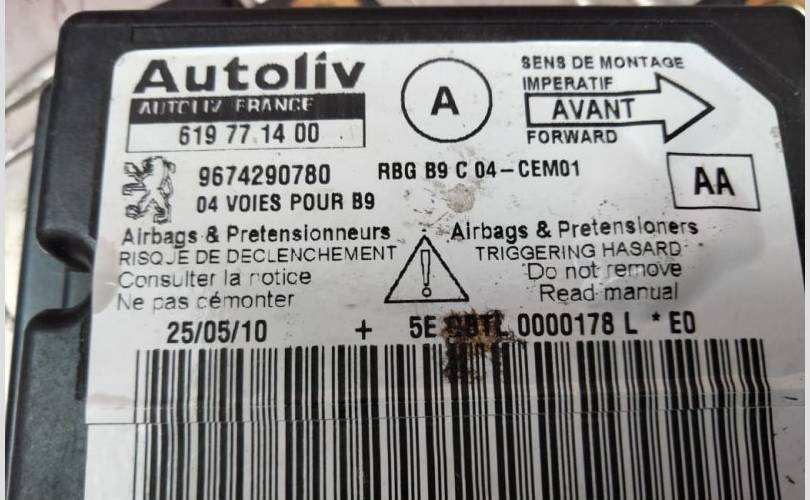 Autoliv
AUTOLIV FRANCE
619 77 14 00
A
SENS DE MONTAGE
IMPERATIF
AVANT
FORWARD
9674290780
RBG B9 C 04-CEM01
04 VOIES POUR B9
AA
Airbags & Pretensionneurs
RISQUE DE DECLENCHEMENT
Consulter la notice
Ne pas cémonter
!
Airbags & Pretensioners
TRIGGERING HASARD
Do not remove
Read manual
25/05/10 + 5E 0000178 L * E0